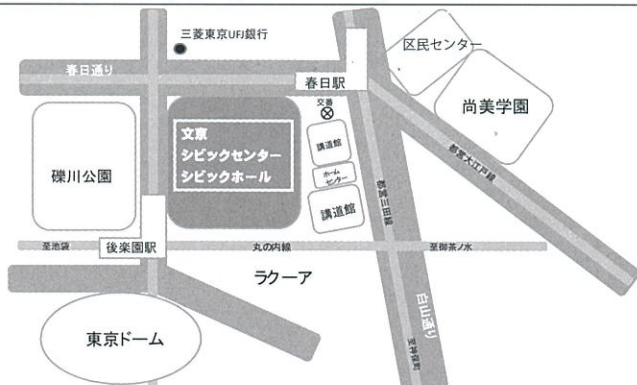 三菱東京UFJ銀行
区民センター
春日通り
春日駅
尚美学園
交番
文京
シビックセンター
シビックホール
講道館
礫川公園
ホーム
センター
都営大江戸線
都営三田線
講道館
至池袋
後楽園駅
丸の内線
至御茶ノ水
ラクーア
白山通り
東京ドーム
至神保町